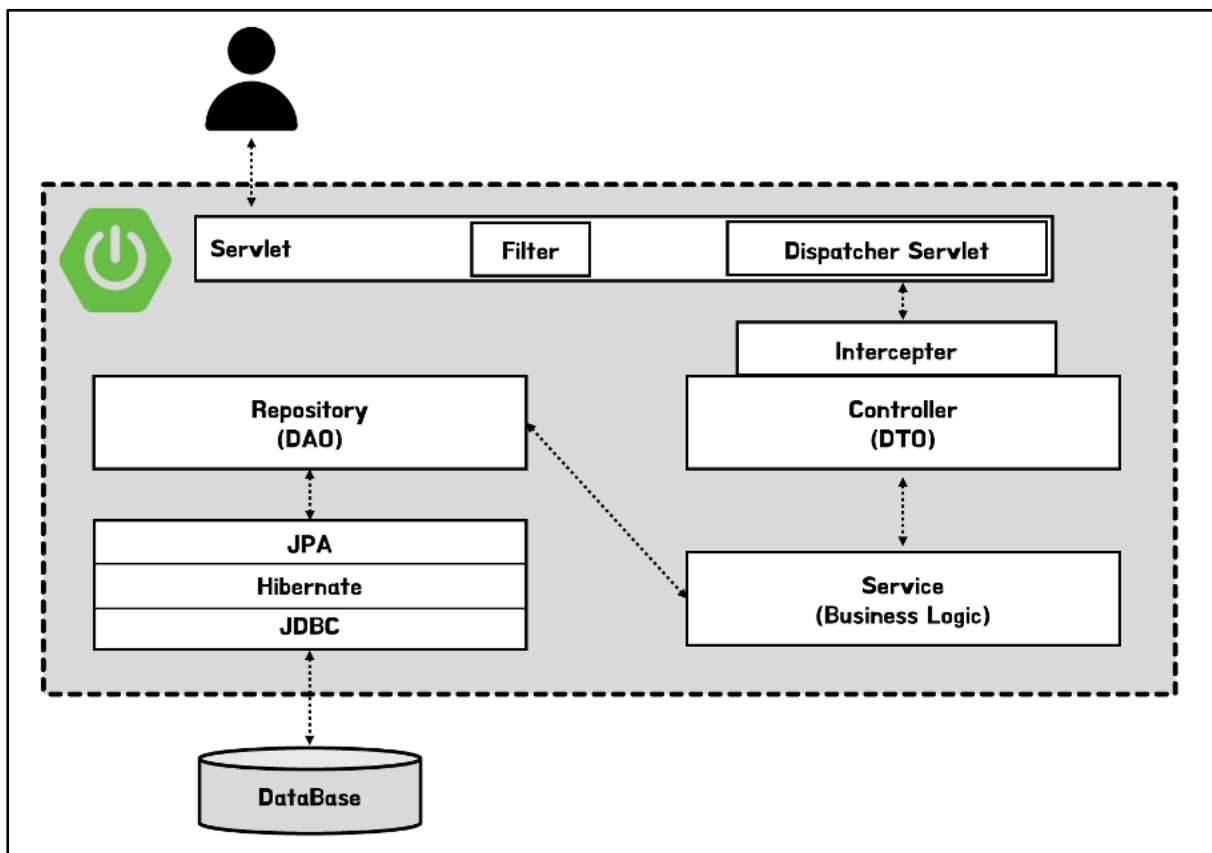 Servlet
Filter
Dispatcher Servlet
Intercepter
Repository
(DAO)
Controller
(DTO)
JPA
Hibernate
JDBC
Service
(Business Logic)
DataBase